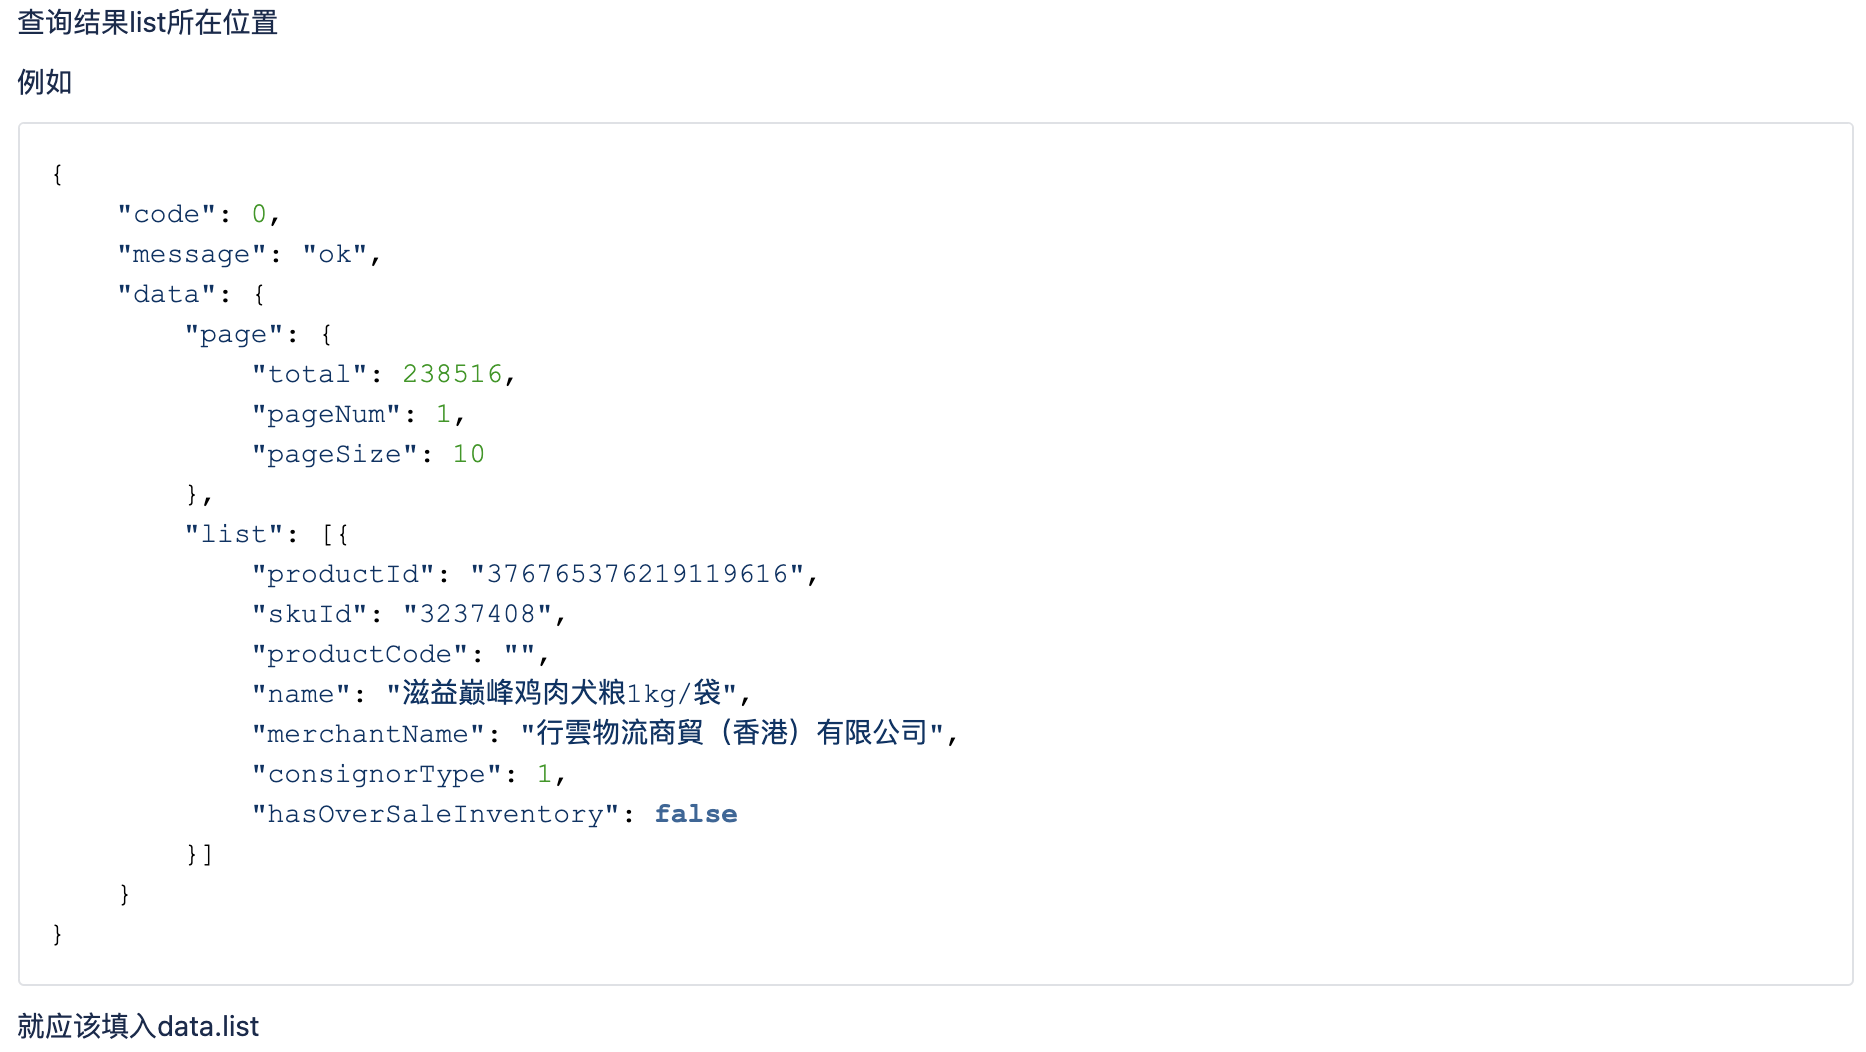 查询结果list所在位置
例如
{
"code": 0,
"message": "ok",
"data": {
"page": {
"total": 238516,
"pageNum": 1,
"pageSize": 10
},
"list": [{
"productId": "376765376219119616",
"skuId": "3237408",
"productCode": "",
"name": "滋益巅峰鸡肉犬粮1kg/袋",
"merchantName": "行雲物流商貿（香港）有限公司",
"consignorType": 1,
"hasOverSaleInventory": false
}]
}
}
就应该填入data.list